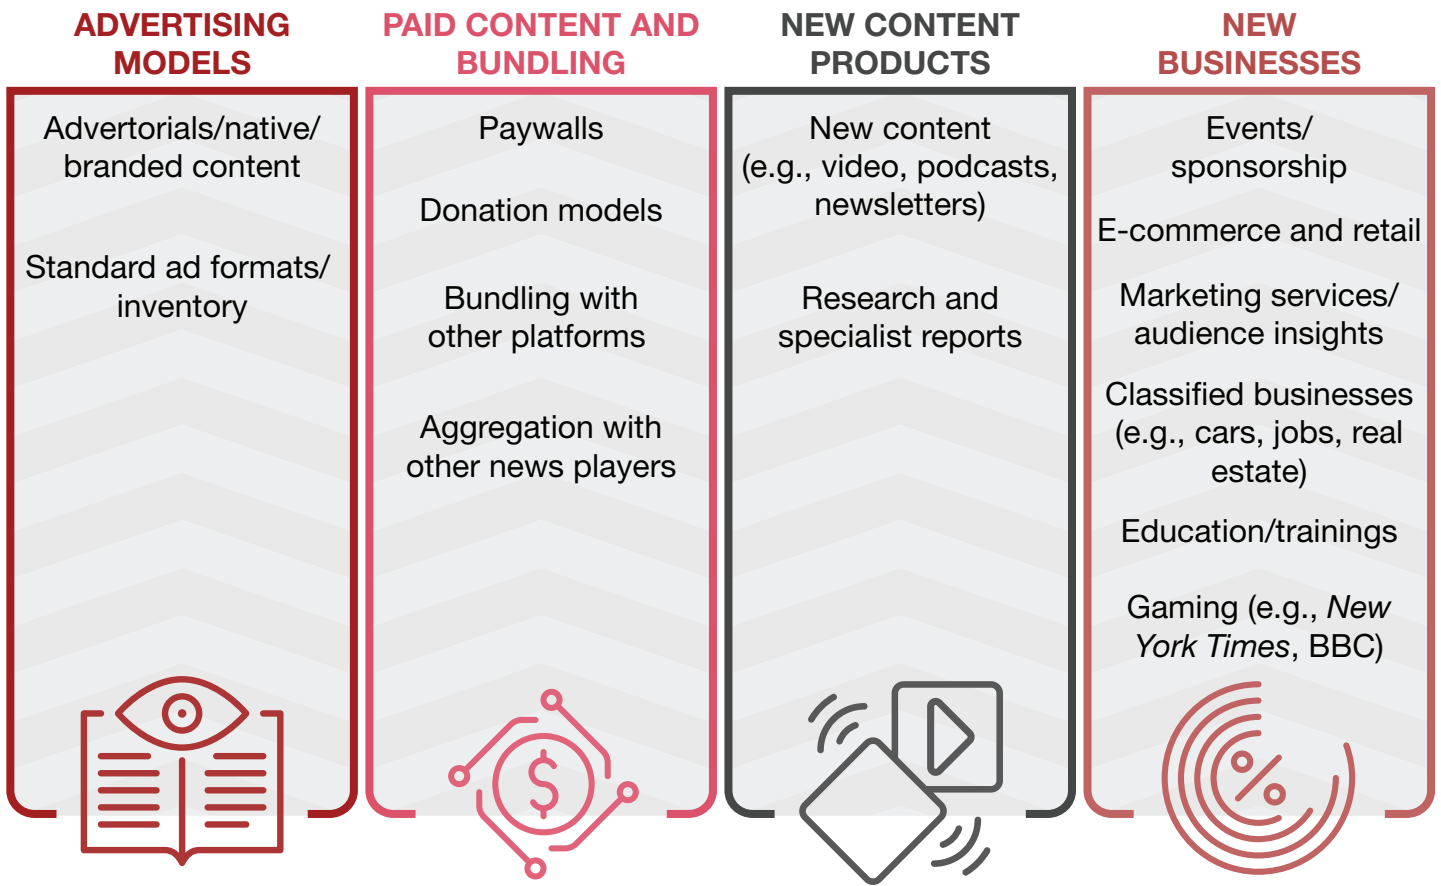 ADVERTISING
MODELS
Advertorials/native/
branded content
Standard ad formats/
inventory
PAID CONTENT AND
BUNDLING
Paywalls
Donation models
Bundling with
other platforms
Aggregation with
other news players
$
NEW CONTENT
PRODUCTS
New content
(e.g., video, podcasts,
newsletters)
Research and
specialist reports
NEW
BUSINESSES
Events/
sponsorship
E-commerce and retail
Marketing services/
audience insights
Classified businesses
(e.g., cars, jobs, real
estate)
Education/trainings
Gaming (e.g., New
York Times, BBC)
%